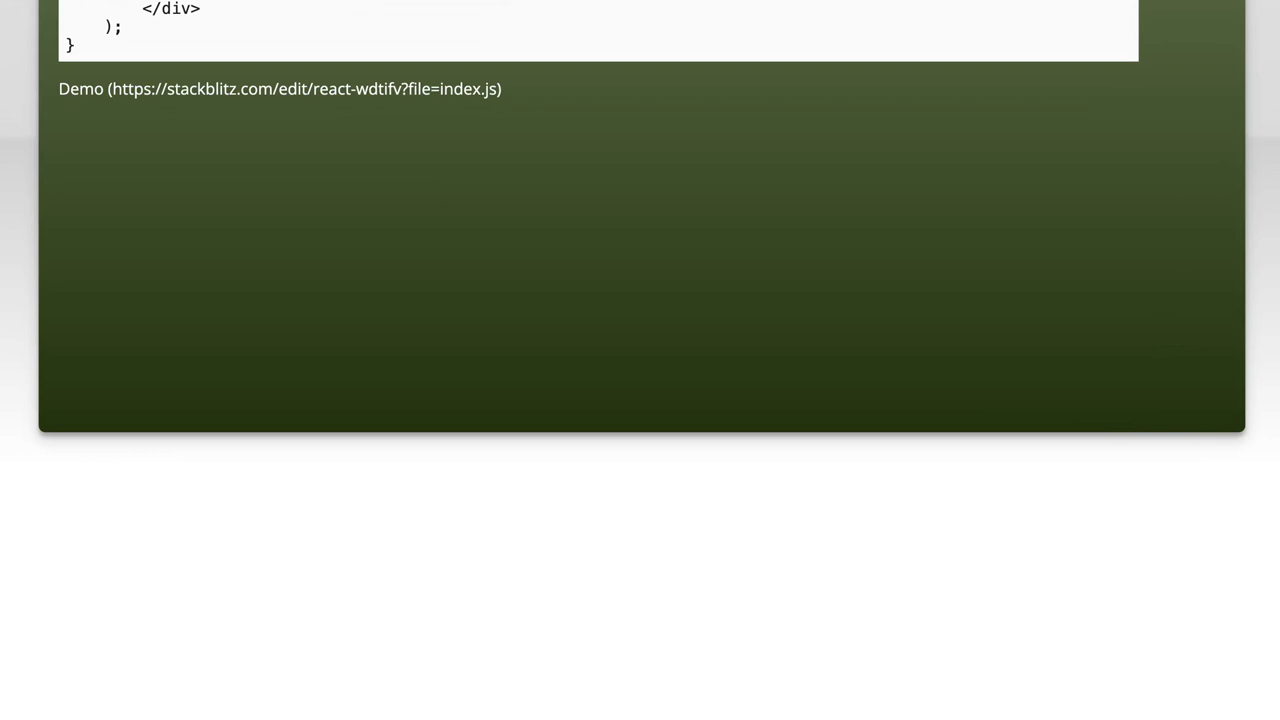 </div>
);
}
Demo (https://stackblitz.com/edit/react-wdtifv?file=index.js)